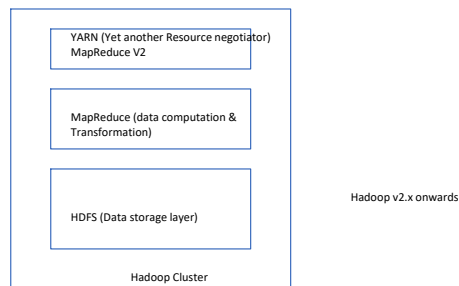 YARN (Yet another Resource negotiator)
MapReduce V2
MapReduce (data computation &
Transformation)
HDFS (Data storage layer)
Hadoop v2.x onwards
Hadoop Cluster